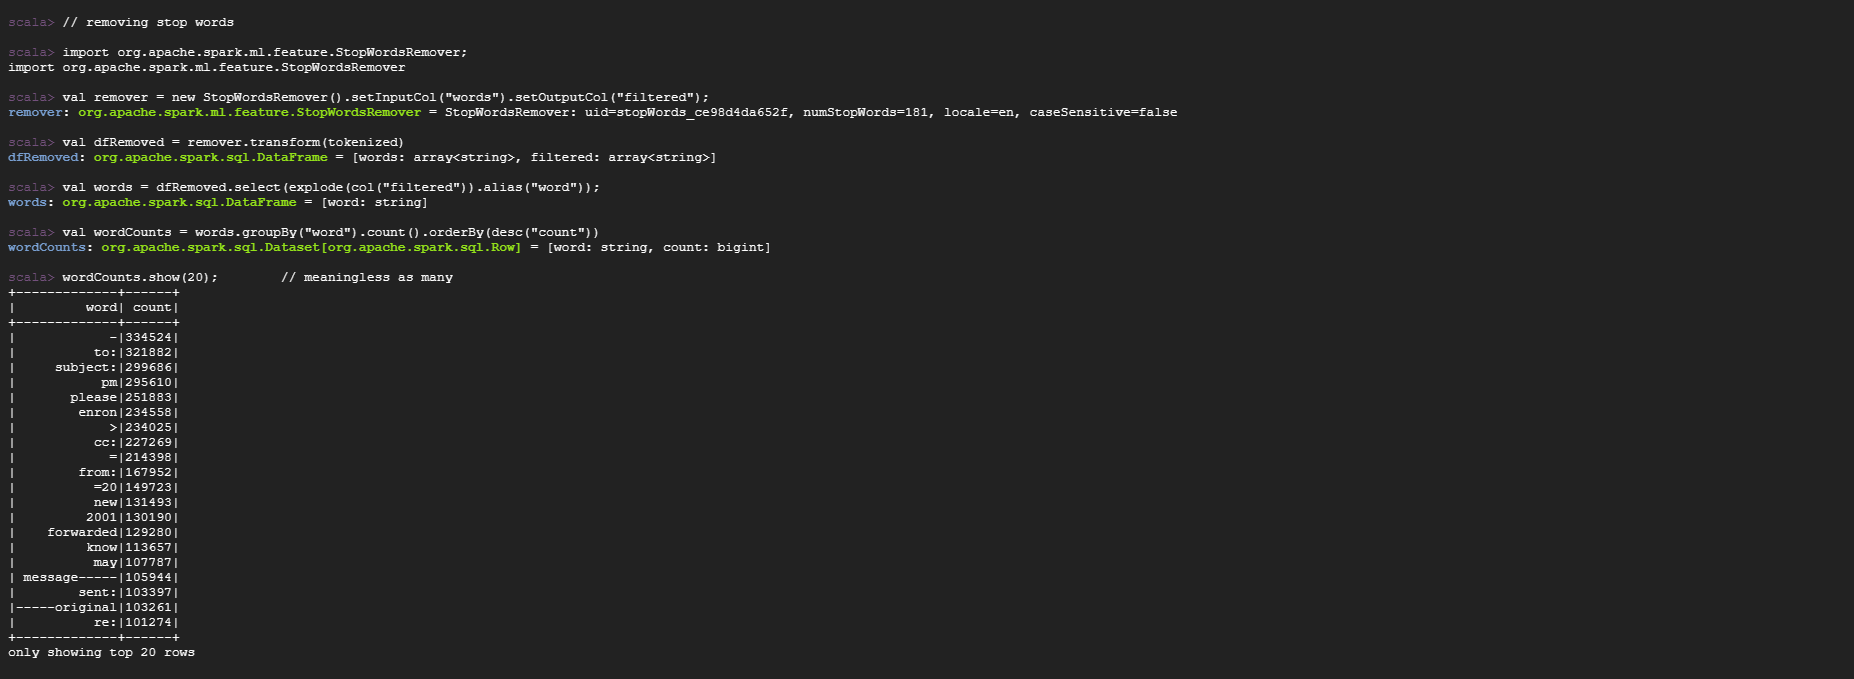 scala> // removing stop words
scala> import org.apache.spark.ml.feature.StopWordsRemover;
import org.apache.spark.ml.feature.StopWordsRemover
scala> val remover = new StopWordsRemover().setInputCol("words").setOutputCol("filtered");
remover: org.apache.spark.ml.feature.StopWordsRemover = StopWordsRemover: uid=stopWords_ce98d4da652f, numStopWords=181, locale=en, caseSensitive=false
scala> val dfRemoved = remover.transform(tokenized)
dfRemoved: org.apache.spark.sql.DataFrame = [words: array<string>, filtered: array<string>]
scala> val words = dfRemoved.select(explode(col("filtered")).alias("word"));
words: org.apache.spark.sql.DataFrame = [word: string]
scala> val wordCounts = words.groupBy("word").count().orderBy(desc("count"))
wordCounts: org.apache.spark.sql.Dataset[org.apache.spark.sql.Row] = [word: string, count: bigint]
scala> wordCounts.show(20);        // meaningless as many
+-------------+------+
|         word| count|
+-------------+------+
|            -|334524|
|          to:|321882|
|     subject:|299686|
|           pm|295610|
|       please|251883|
|        enron|234558|
|            >|234025|
|          cc:|227269|
|            =|214398|
|        from:|167952|
|          =20|149723|
|          new|131493|
|         2001|130190|
|    forwarded|129280|
|         know|113657|
|          may|107787|
| message-----|105944|
|        sent:|103397|
|-----original|103261|
|          re:|101274|
+-------------+------+
only showing top 20 rows